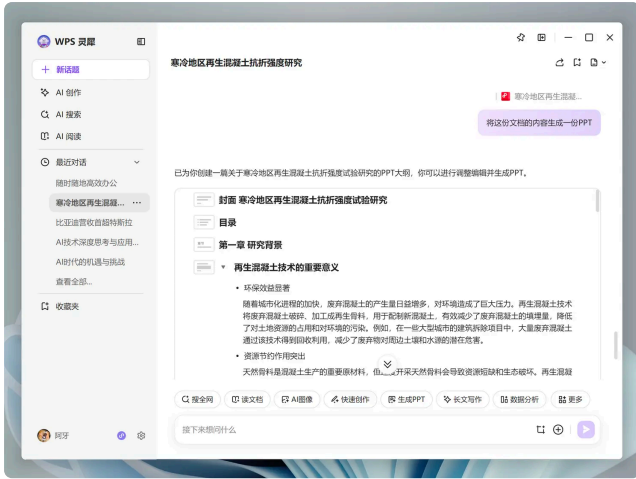 WPS 灵犀
新话题
AI 创作
AI 搜索
AI 阅读
最近对话
随时随地高效办公
寒冷地区再生混凝... ···
比亚迪营收首超特斯拉
AI技术深度思考与应用...
AI时代的机遇与挑战
查看全部...
收藏夹
阿牙
寒冷地区再生混凝土抗折强度研究
寒冷地区再生混凝...
将这份文档的内容生成一份PPT
已为你创建一篇关于寒冷地区再生混凝土抗折强度试验研究的PPT大纲，你可以进行调整编辑并生成PPT。
封面 寒冷地区再生混凝土抗折强度试验研究
目录
第一章 研究背景
再生混凝土技术的重要意义
• 环保效益显著
随着城市化进程的加快，废弃混凝土的产生量日益增多，对环境造成了巨大压力。再生混凝土技术
将废弃混凝土破碎、加工成再生骨料，用于配制新混凝土，有效减少了废弃混凝土的填埋量，降低
了对土地资源的占用和对环境的污染。例如，在一些大型城市的建筑拆除项目中，大量废弃混凝土
通过该技术得到回收利用，减少了废弃物对周边土壤和水源的潜在危害。
• 资源节约作用突出
天然骨料是混凝土生产的重要原材料，但 开采天然骨料会导致资源短缺和生态破坏。再生混凝
搜全网
读文档
AI图像
快速创作
生成PPT
长文写作
数据分析
更多
接下来想问什么